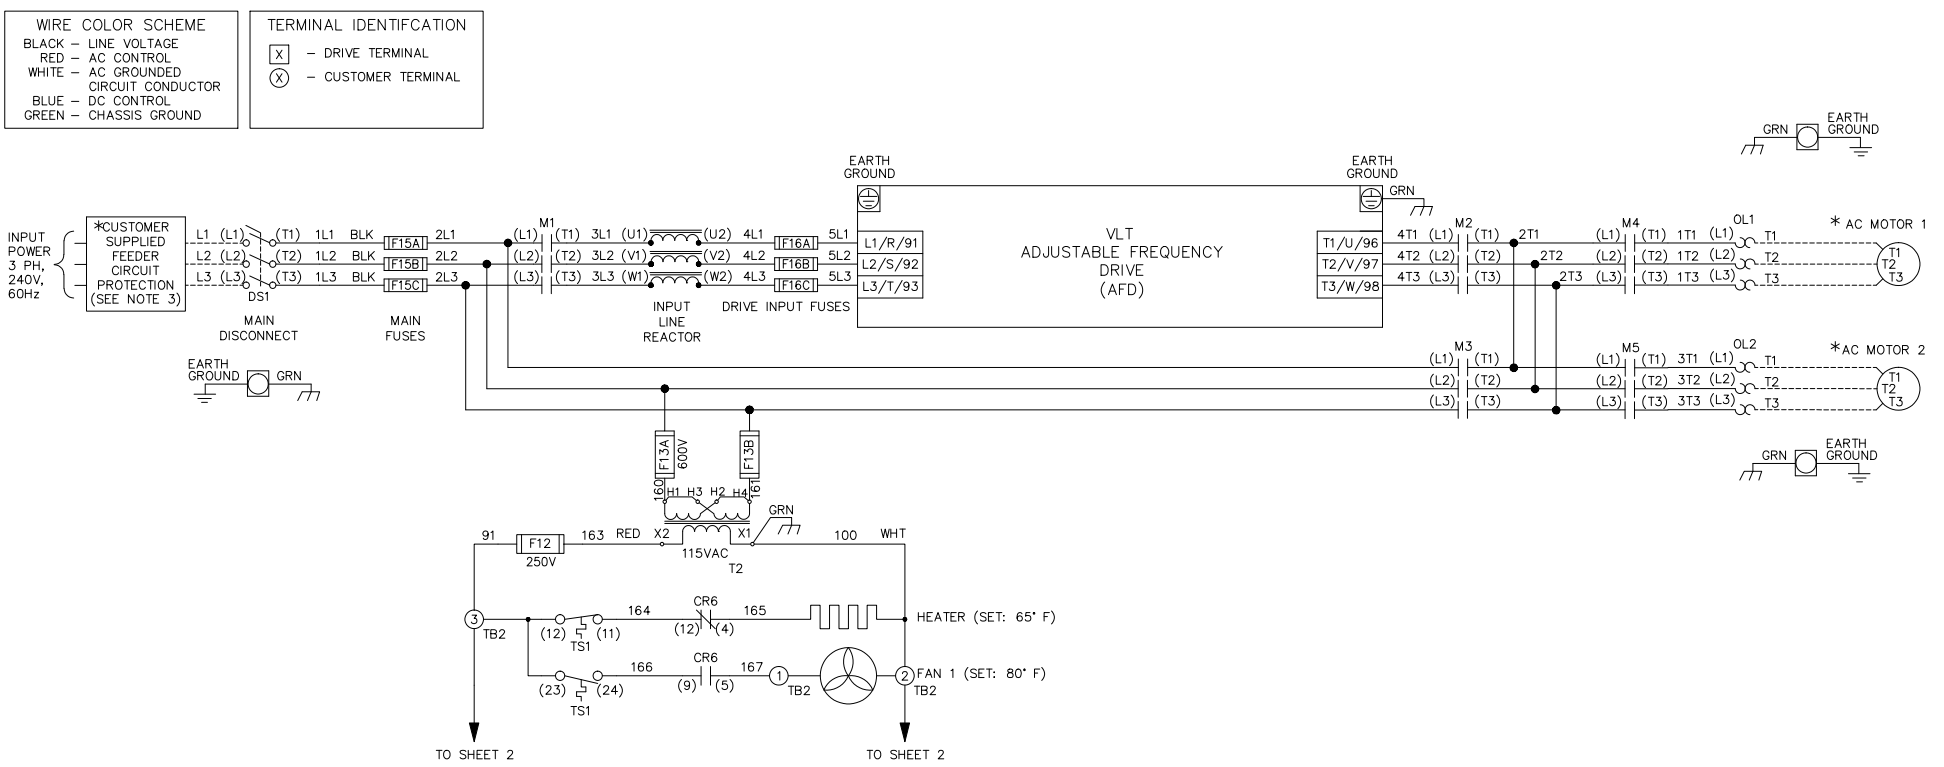 WIRE COLOR SCHEME
BLACK – LINE VOLTAGE
RED – AC CONTROL
WHITE – AC GROUNDED
CIRCUIT CONDUCTOR
BLUE – DC CONTROL
GREEN – CHASSIS GROUND
TERMINAL IDENTIFCATION
X – DRIVE TERMINAL
X – CUSTOMER TERMINAL
GRN
EARTH
GROUND
EARTH
GROUND
EARTH
GROUND
GRN
INPUT
POWER
3 PH,
240V,
60Hz
*CUSTOMER
SUPPLIED
FEEDER
CIRCUIT
PROTECTION
(SEE NOTE 3)
L1 (L1) (T1) 1L1 BLK F15A 2L1 (L1) M1 (T1) 3L1 (U1) (U2) 4L1 F16A 5L1 L1/R/91
L2 (L2) 1L2 BLK F15B 2L2 (L2) (T2) 3L2 (V1) (V2) 4L2 F16B 5L2 L2/S/92
L3 (L3) (T3) 1L3 BLK F15C 2L3 (L3) (T3) 3L3 (W1) (W2) 4L3 F16C 5L3 L3/T/93
DS1
MAIN
DISCONNECT
MAIN
FUSES
INPUT
LINE
REACTOR
DRIVE INPUT FUSES
VLT
ADJUSTABLE FREQUENCY
DRIVE
(AFD)
T1/U/96 4T1 (L1) M2 (T1) 2T1 (L1) M4 (T1) 1T1 (L1) OL1 T1
T2/V/97 4T2 (L2) (T2) 2T2 (L2) (T2) 1T2 (L2) T2
T3/W/98 4T3 (L3) (T3) 2T3 (L3) (T3) 1T3 (L3) T3
* AC MOTOR 1
T1
T2
T3
EARTH
GROUND
GRN
(L1) M3 (T1) (L1) M5 (T1) 3T1 (L1) OL2 T1
(L2) (T2) (L2) (T2) 3T2 (L2) T2
(L3) (T3) (L3) (T3) 3T3 (L3) T3
*AC MOTOR 2
T1
T2
T3
GRN
EARTH
GROUND
F13A
600V
F13B
160
H1 H3 H2 H4
161
GRN
91 F12 163 RED X2 X1 100 WHT
250V
115VAC
T2
3
TB2
164 CR6 165
(12) (11) (12) (4)
TS1
HEATER (SET: 65° F)
166 CR6 167 1 2
(23) (24) (9) (5) TB2 TB2
TS1
FAN 1 (SET: 80° F)
TO SHEET 2
TO SHEET 2